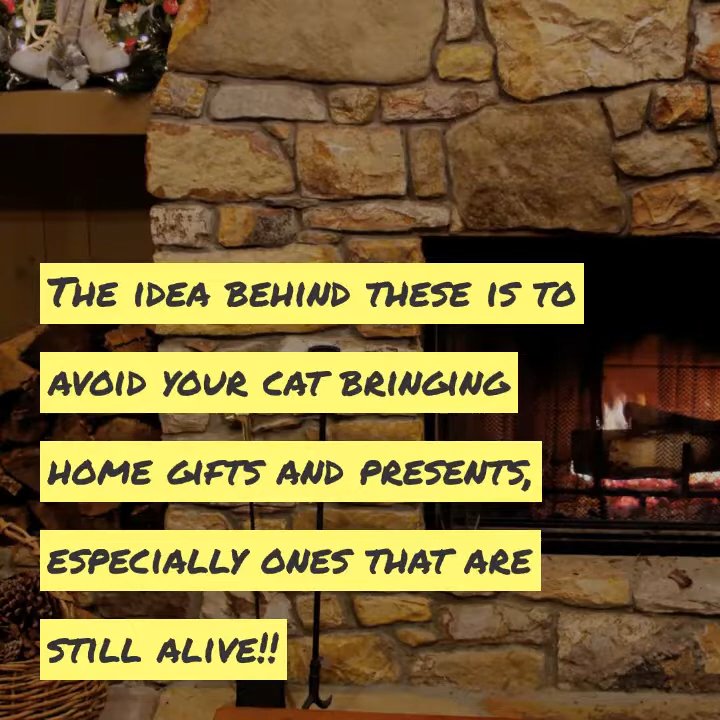 The idea behind these is to
avoid your cat bringing
home gifts and presents,
especially ones that are
still alive!!